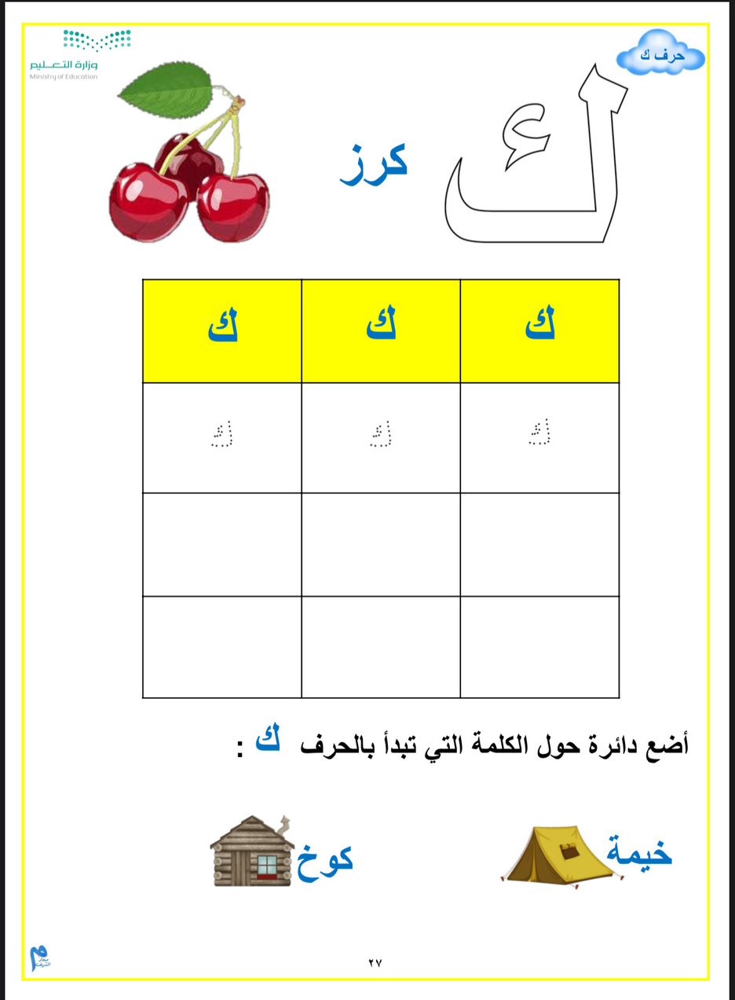 حرف ك
وزارة التعليم
Ministry of Education
ك
كرز
ك ك ك
ك ك ك
أضع دائرة حول الكلمة التي تبدأ بالحرف ك :
خيمة
كوخ
٢٧